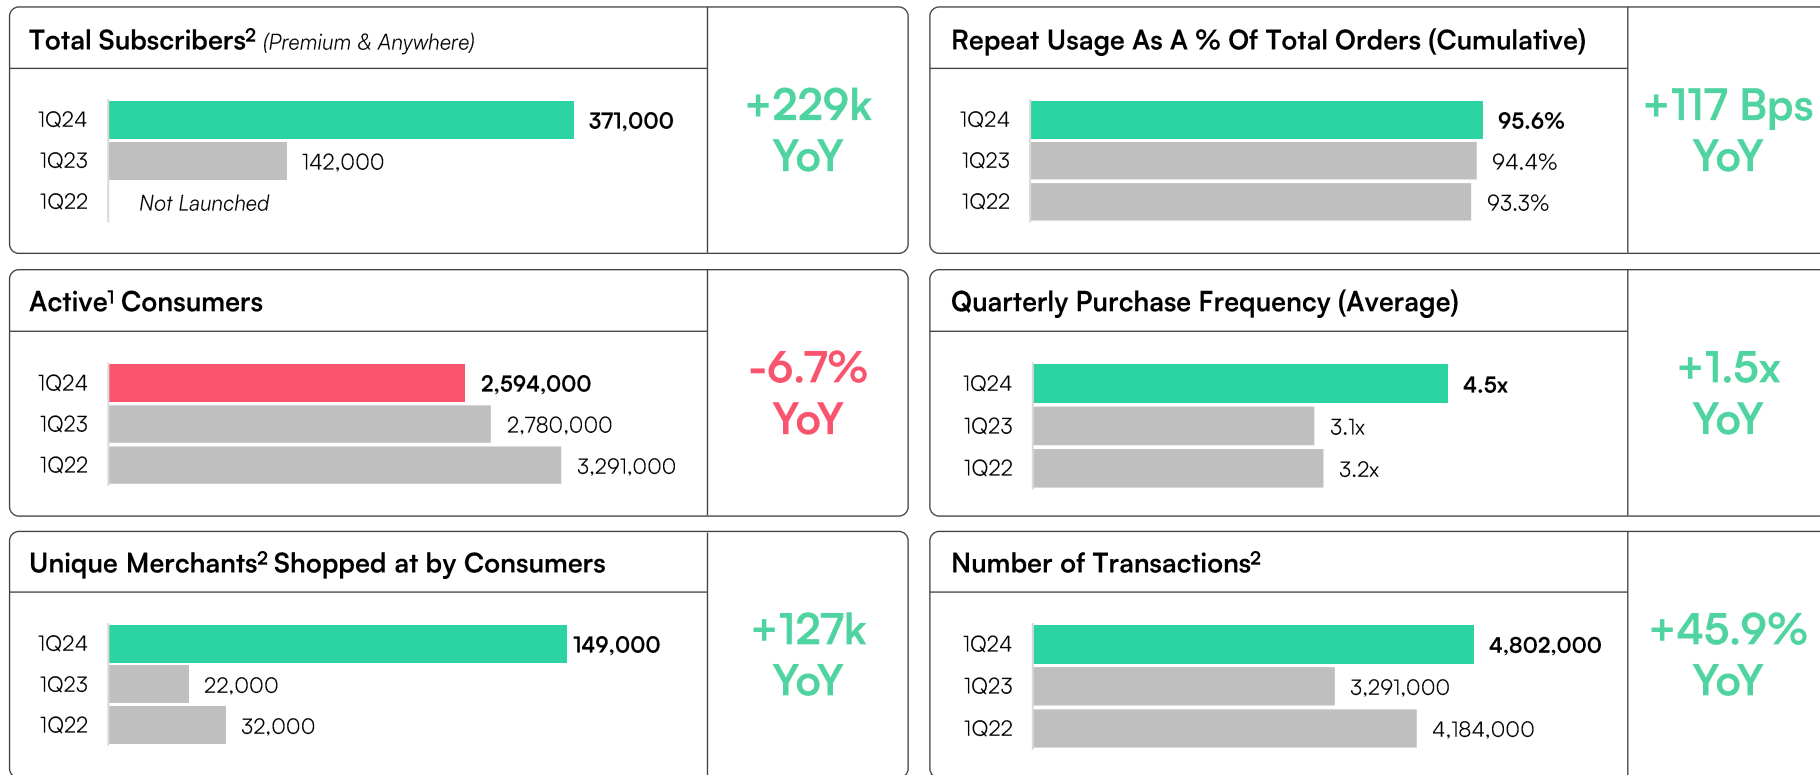 Total Subscribers² (Premium & Anywhere)
1Q24 371,000
1Q23 142,000
1Q22 Not Launched
+229k
YoY
Repeat Usage As A % Of Total Orders (Cumulative)
1Q24 95.6%
1Q23 94.4%
1Q22 93.3%
+117 Bps
YoY
Active¹ Consumers
1Q24 2,594,000
1Q23 2,780,000
1Q22 3,291,000
-6.7%
YoY
Quarterly Purchase Frequency (Average)
1Q24 4.5x
1Q23 3.1x
1Q22 3.2x
+1.5x
YoY
Unique Merchants² Shopped at by Consumers
1Q24 149,000
1Q23 22,000
1Q22 32,000
+127k
YoY
Number of Transactions²
1Q24 4,802,000
1Q23 3,291,000
1Q22 4,184,000
+45.9%
YoY